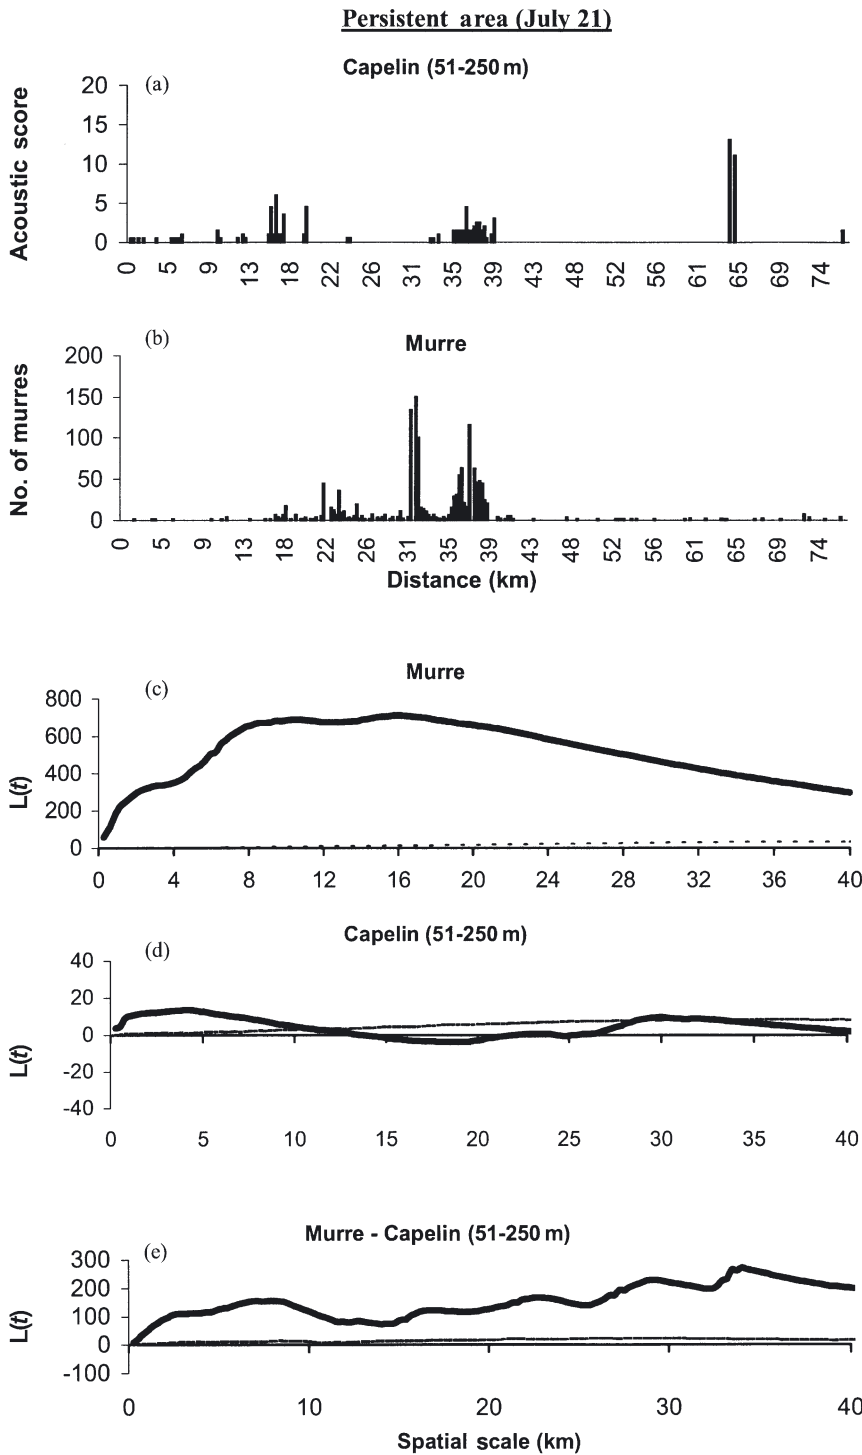 Persistent area (July 21)
Capelin (51-250 m)
(a)
Acoustic score
20
15
10
5
0
0 5 9 13 18 22 26 31 35 39 43 48 52 56 61 65 69 74
(b)
Murre
No. of murres
200
150
100
50
0
0 5 9 13 18 22 26 31 35 39 43 48 52 56 61 65 69 74
Distance (km)
Murre
(c)
L(t)
800
600
400
200
0
0 4 8 12 16 20 24 28 32 36 40
Capelin (51-250 m)
(d)
L(t)
40
20
0
-20
-40
0 5 10 15 20 25 30 35 40
Murre - Capelin (51-250 m)
(e)
L(t)
300
200
100
0
-100
0 10 20 30 40
Spatial scale (km)